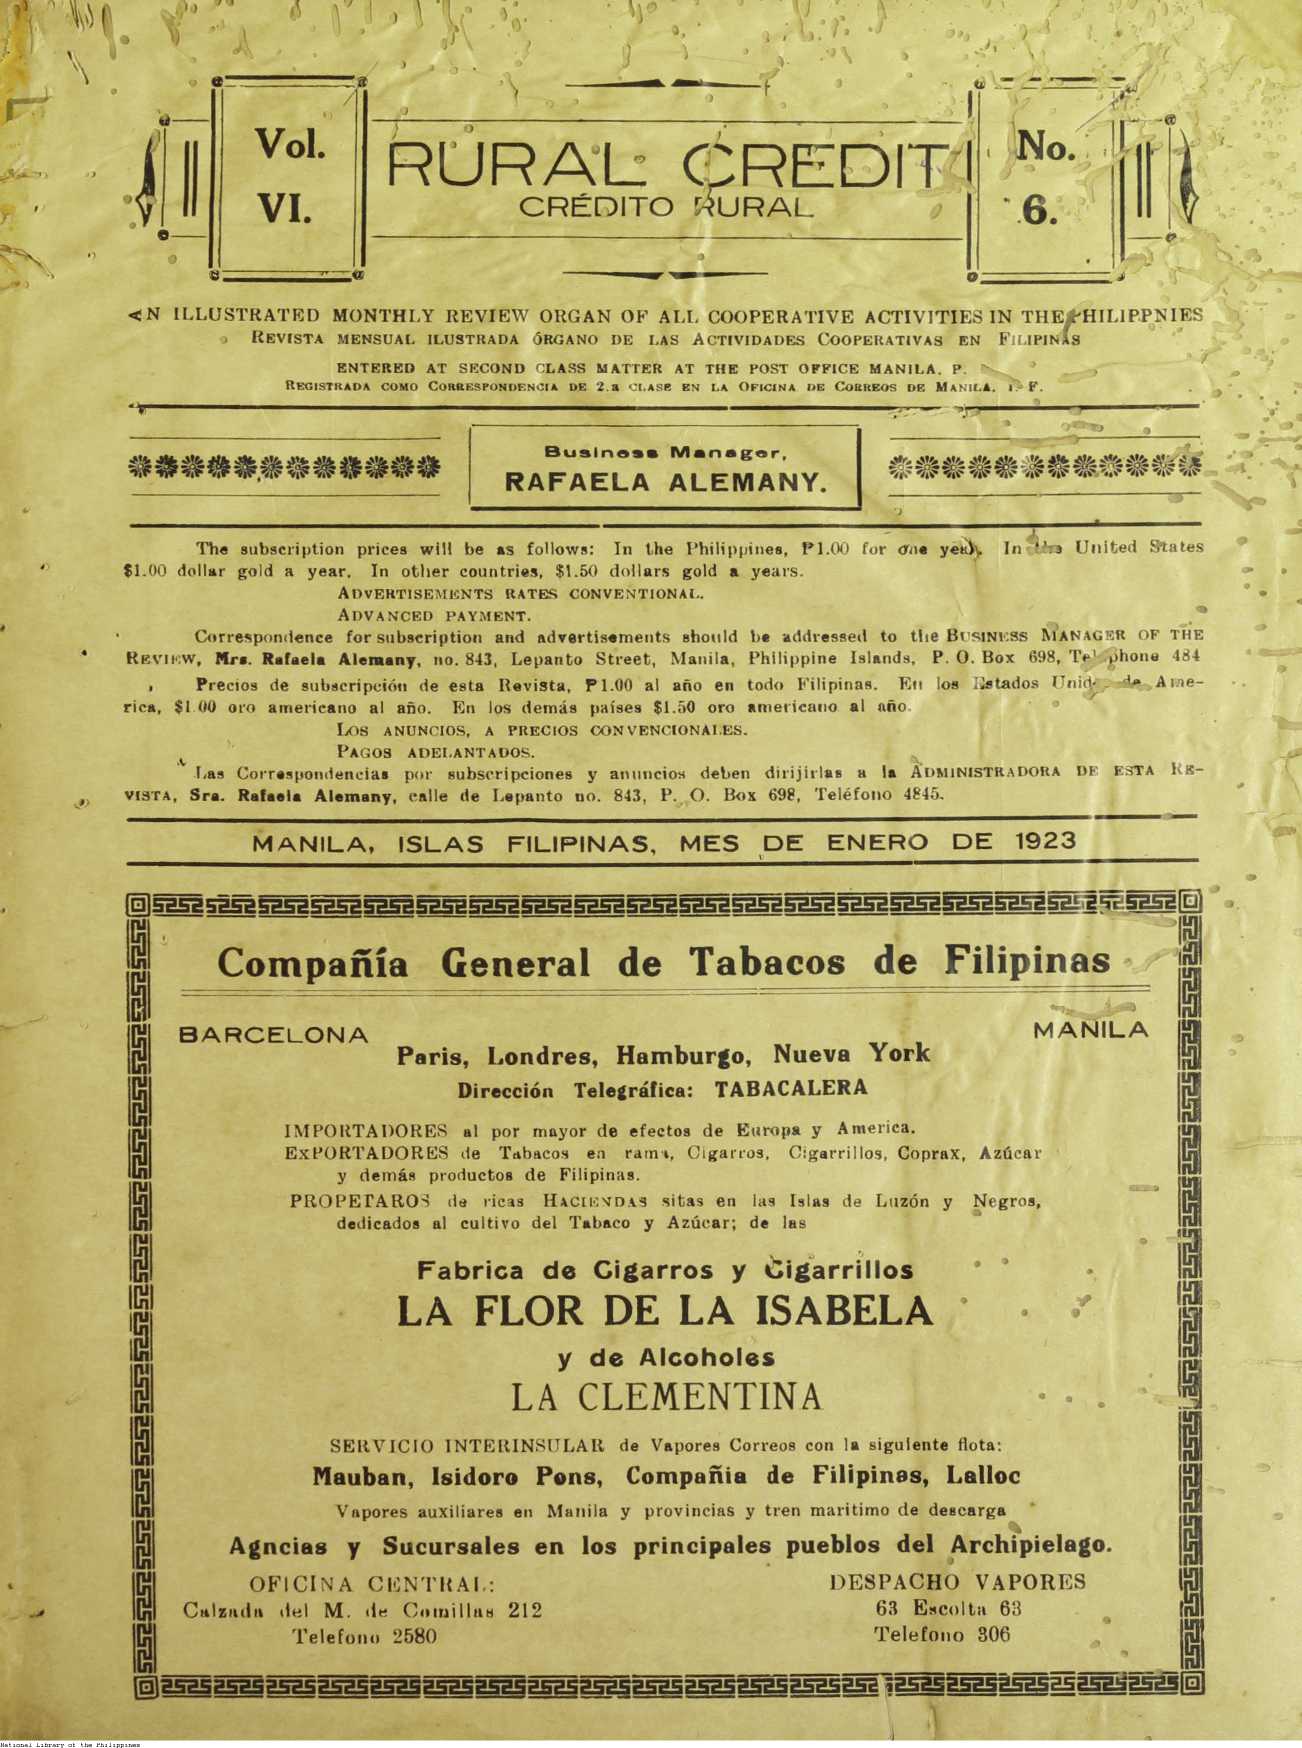 Vol. VI.
RURAL CREDIT
CRÉDITO RURAL
No. 6.
AN ILLUSTRATED MONTHLY REVIEW ORGAN OF ALL COOPERATIVE ACTIVITIES IN THE PHILIPPNIES
REVISTA MENSUAL ILUSTRADA ÓRGANO DE LAS ACTIVIDADES COOPERATIVAS EN FILIPINAS
ENTERED AT SECOND CLASS MATTER AT THE POST OFFICE MANILA. P.
REGISTRADA COMO CORRESPONDENCIA DE 2.a CLASE EN LA OFICINA DE CORREOS DE MANILA. I. F.
Business Manager,
RAFAELA ALEMANY.
The subscription prices will be as follows: In the Philippines, ₱1.00 for one year. In the United States
$1.00 dollar gold a year. In other countries, $1.50 dollars gold a years.
ADVERTISEMENTS RATES CONVENTIONAL.
ADVANCED PAYMENT.
Correspondence for subscription and advertisements should be addressed to the BUSINESS MANAGER OF THE
REVIEW, Mrs. Rafaela Alemany, no. 843, Lepanto Street, Manila, Philippine Islands, P. O. Box 698, Telephone 484
Precios de subscripción de esta Revista, ₱1.00 al año en todo Filipinas. En los Estados Unidos de Ame-
rica, $1.00 oro americano al año. En los demás países $1.50 oro americano al año.
LOS ANUNCIOS, A PRECIOS CONVENCIONALES.
PAGOS ADELANTADOS.
Las Correspondencias por subscripciones y anuncios deben dirijirlas a la ADMINISTRADORA DE ESTA RE-
VISTA, Sra. Rafaela Alemany, calle de Lepanto no. 843, P. O. Box 698, Teléfono 4845.
MANILA, ISLAS FILIPINAS, MES DE ENERO DE 1923
Compañía General de Tabacos de Filipinas
BARCELONA
MANILA
Paris, Londres, Hamburgo, Nueva York
Dirección Telegráfica: TABACALERA
IMPORTADORES al por mayor de efectos de Europa y America.
EXPORTADORES de Tabacos en rama, Cigarros, Cigarrillos, Coprax, Azúcar
y demás productos de Filipinas.
PROPETAROS de ricas HACIENDAS sitas en las Islas de Luzón y Negros,
dedicados al cultivo del Tabaco y Azúcar; de las
Fabrica de Cigarros y Cigarrillos
LA FLOR DE LA ISABELA
y de Alcoholes
LA CLEMENTINA
SERVICIO INTERINSULAR de Vapores Correos con la siguiente flota:
Mauban, Isidoro Pons, Compañia de Filipinas, Lalloc
Vapores auxiliares en Manila y provincias y tren maritimo de descarga
Agncias y Sucursales en los principales pueblos del Archipielago.
OFICINA CENTRAL:
Calzada del M. de Comillas 212
Telefono 2580
DESPACHO VAPORES
63 Escolta 63
Telefono 306
National Library of the Philippines